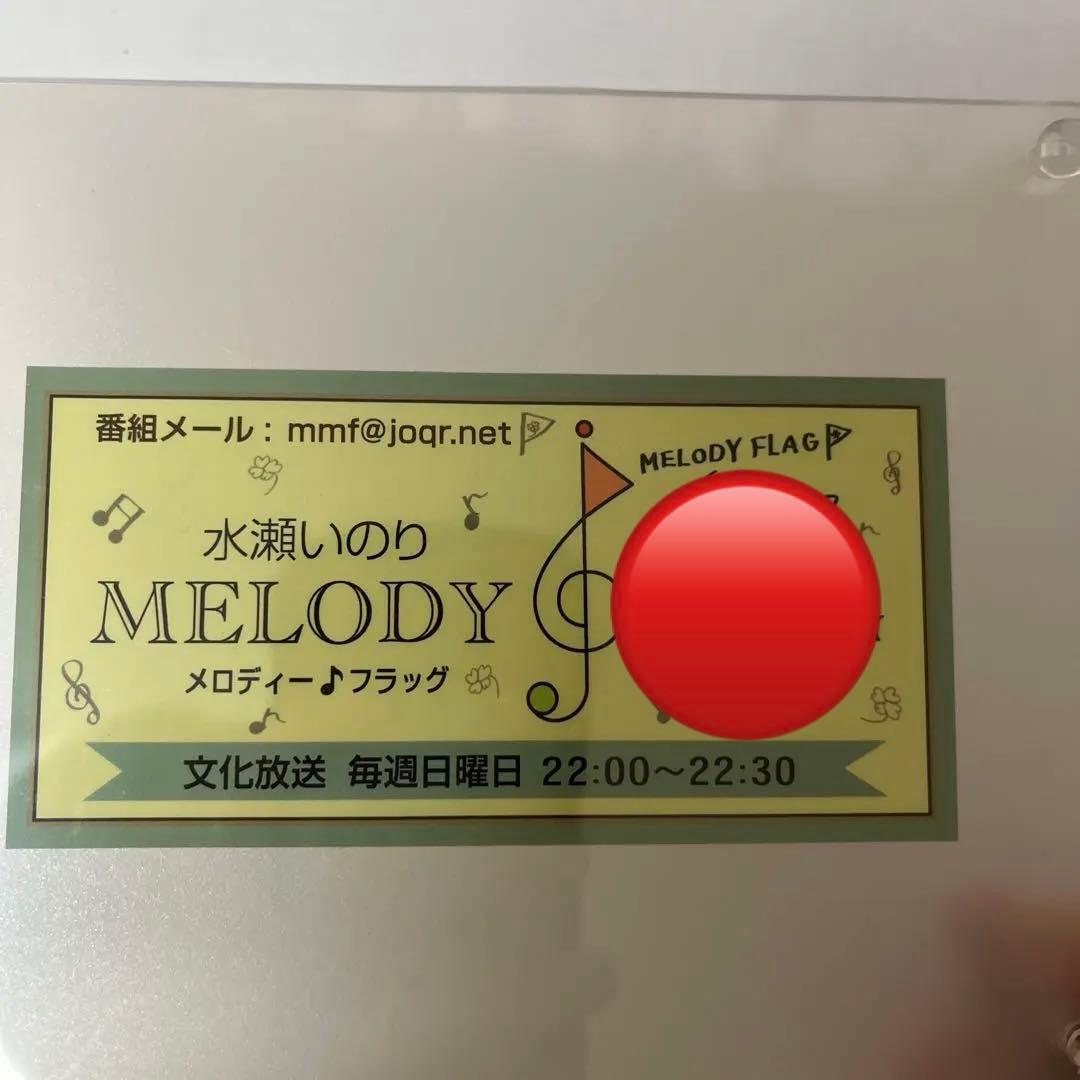 番組メール：mmf@joqr.net
MELODY FLAG
水瀬いのり
MELODY
メロディー♪フラッグ
文化放送 毎週日曜日 22:00～22:30